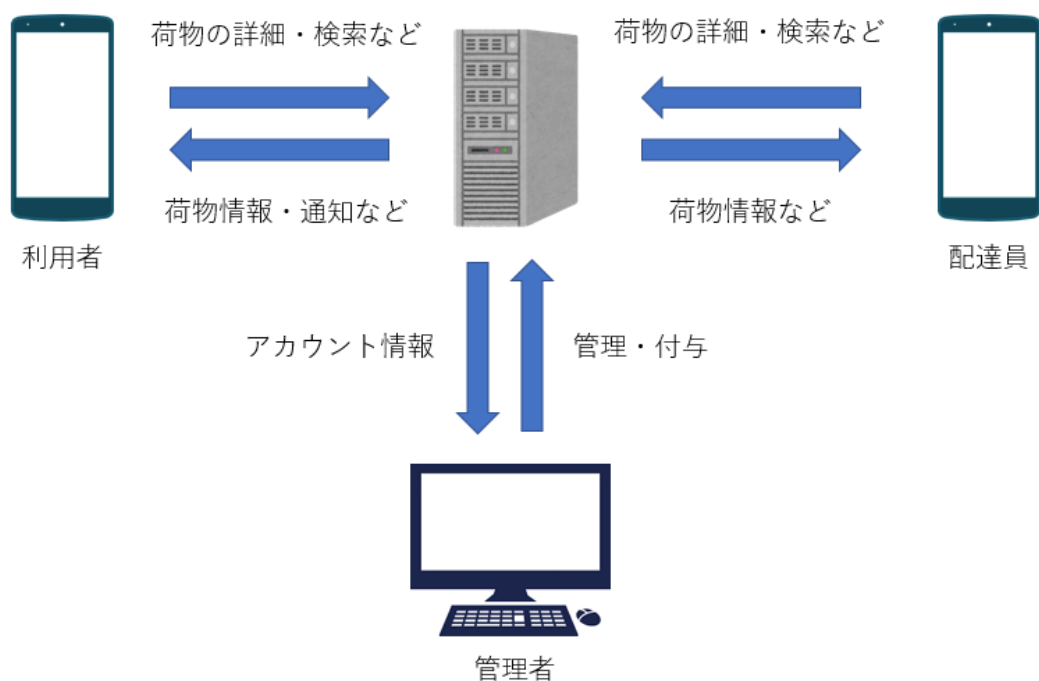 荷物の詳細・検索など
荷物の詳細・検索など
荷物情報・通知など
荷物情報など
利用者
配達員
アカウント情報
管理・付与
管理者